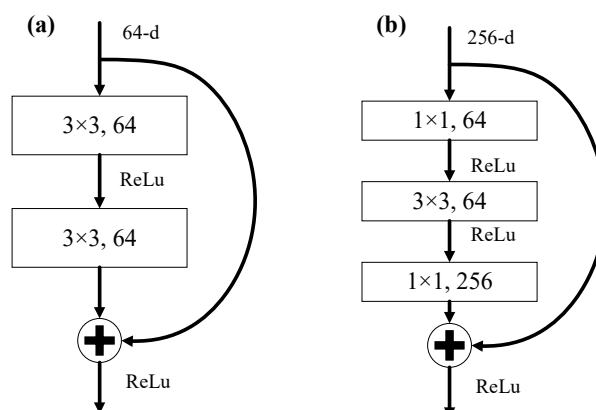 (a)
64-d
3×3, 64
ReLu
3×3, 64
ReLu
(b)
256-d
1×1, 64
ReLu
3×3, 64
ReLu
1×1, 256
ReLu